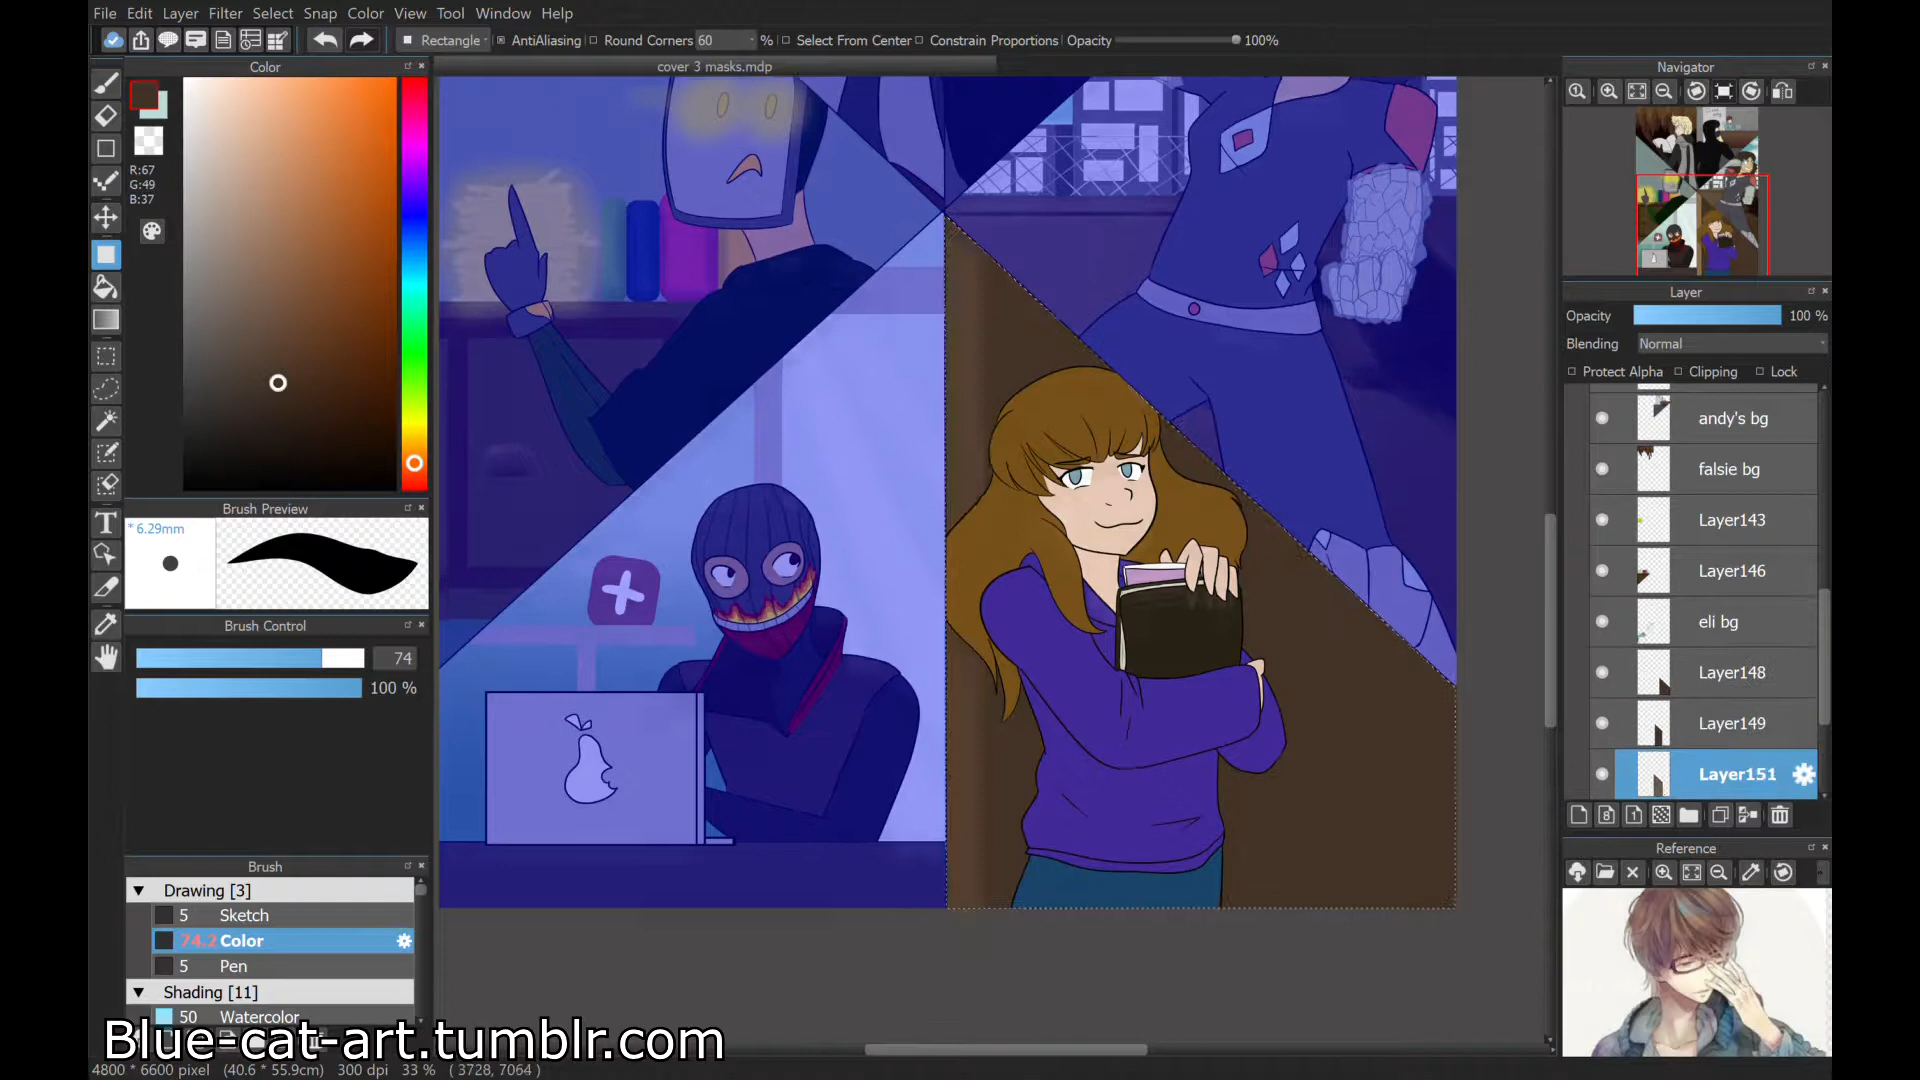 File Edit Layer Filter Select Snap Color View Tool Window Help
Rectangle AntiAliasing Round Corners 60 % Select From Center Constrain Proportions Opacity 100%
Color
cover 3 masks.mdp
Navigator
R:67
G:49
B:37
Layer
Opacity 100 %
Blending Normal
Protect Alpha Clipping Lock
andy's bg
falsie bg
Layer143
Layer146
eli bg
Layer148
Layer149
Layer151
Brush Preview
* 6.29mm
Brush Control
74
100 %
Reference
Brush
Drawing [3]
5 Sketch
74.2 Color
5 Pen
Shading [11]
50 Watercolor
Blue-cat-art.tumblr.com
4800 * 6600 pixel (40.6 * 55.9cm) 300 dpi 33 % ( 3728, 7064 )